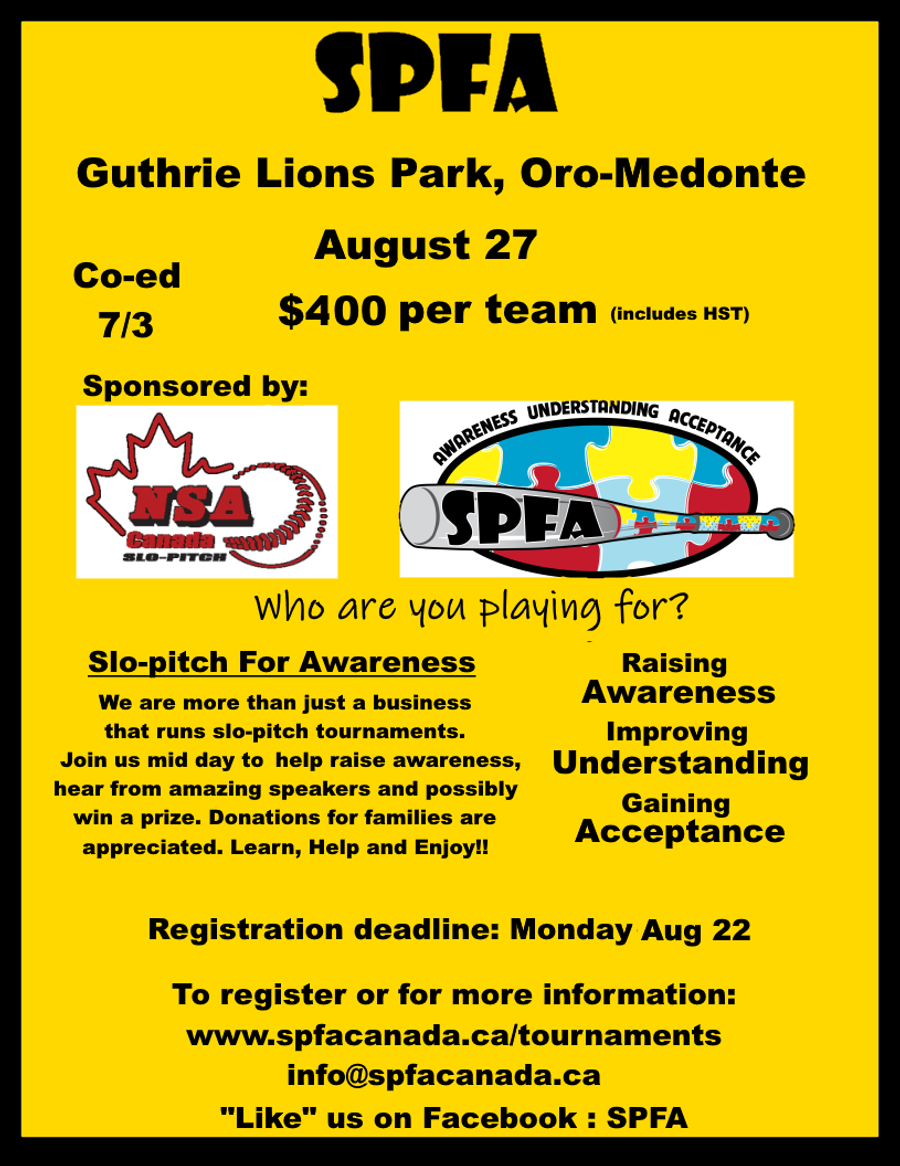 SPFA
Guthrie Lions Park, Oro-Medonte
August 27
Co-ed
7/3
$400 per team (includes HST)
Sponsored by:
NSA
Canada
SLO-PITCH
AWARENESS UNDERSTANDING ACCEPTANCE
SPFA
Who are you playing for?
Slo-pitch For Awareness
We are more than just a business
that runs slo-pitch tournaments.
Join us mid day to help raise awareness,
hear from amazing speakers and possibly
win a prize. Donations for families are
appreciated. Learn, Help and Enjoy!!
Raising
Awareness
Improving
Understanding
Gaining
Acceptance
Registration deadline: Monday Aug 22
To register or for more information:
www.spfacanada.ca/tournaments
info@spfacanada.ca
"Like" us on Facebook : SPFA